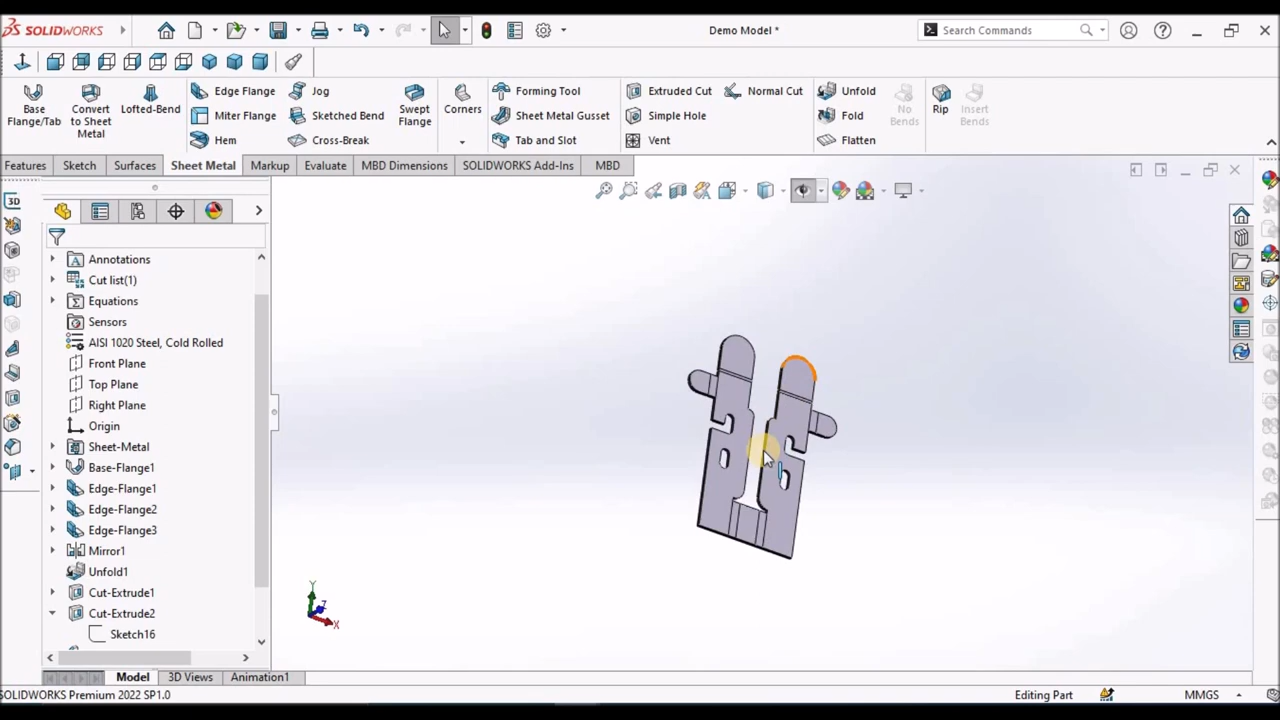 SOLIDWORKS
Demo Model *
Search Commands
Base Flange/Tab
Convert to Sheet Metal
Lofted-Bend
Edge Flange
Miter Flange
Hem
Jog
Sketched Bend
Cross-Break
Swept Flange
Corners
Forming Tool
Sheet Metal Gusset
Tab and Slot
Extruded Cut
Simple Hole
Vent
Normal Cut
Unfold
Fold
Flatten
No Bends
Rip
Insert Bends
Features
Sketch
Surfaces
Sheet Metal
Markup
Evaluate
MBD Dimensions
SOLIDWORKS Add-Ins
MBD
3D
Annotations
Cut list(1)
Equations
Sensors
AISI 1020 Steel, Cold Rolled
Front Plane
Top Plane
Right Plane
Origin
Sheet-Metal
Base-Flange1
Edge-Flange1
Edge-Flange2
Edge-Flange3
Mirror1
Unfold1
Cut-Extrude1
Cut-Extrude2
Sketch16
Y
Z
X
Model
3D Views
Animation1
SOLIDWORKS Premium 2022 SP1.0
Editing Part
MMGS